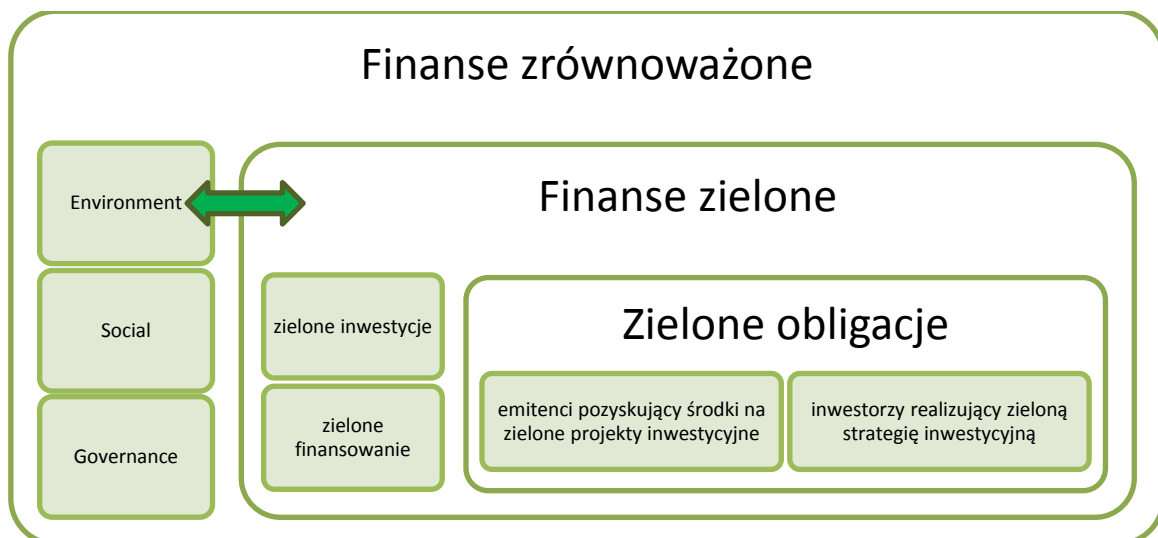 Finanse zrównoważone
Environment
Social
Governance
Finanse zielone
zielone inwestycje
zielone
finansowanie
Zielone obligacje
emitenci pozyskujący środki na
zielone projekty inwestycyjne
inwestorzy realizujący zieloną
strategię inwestycyjną